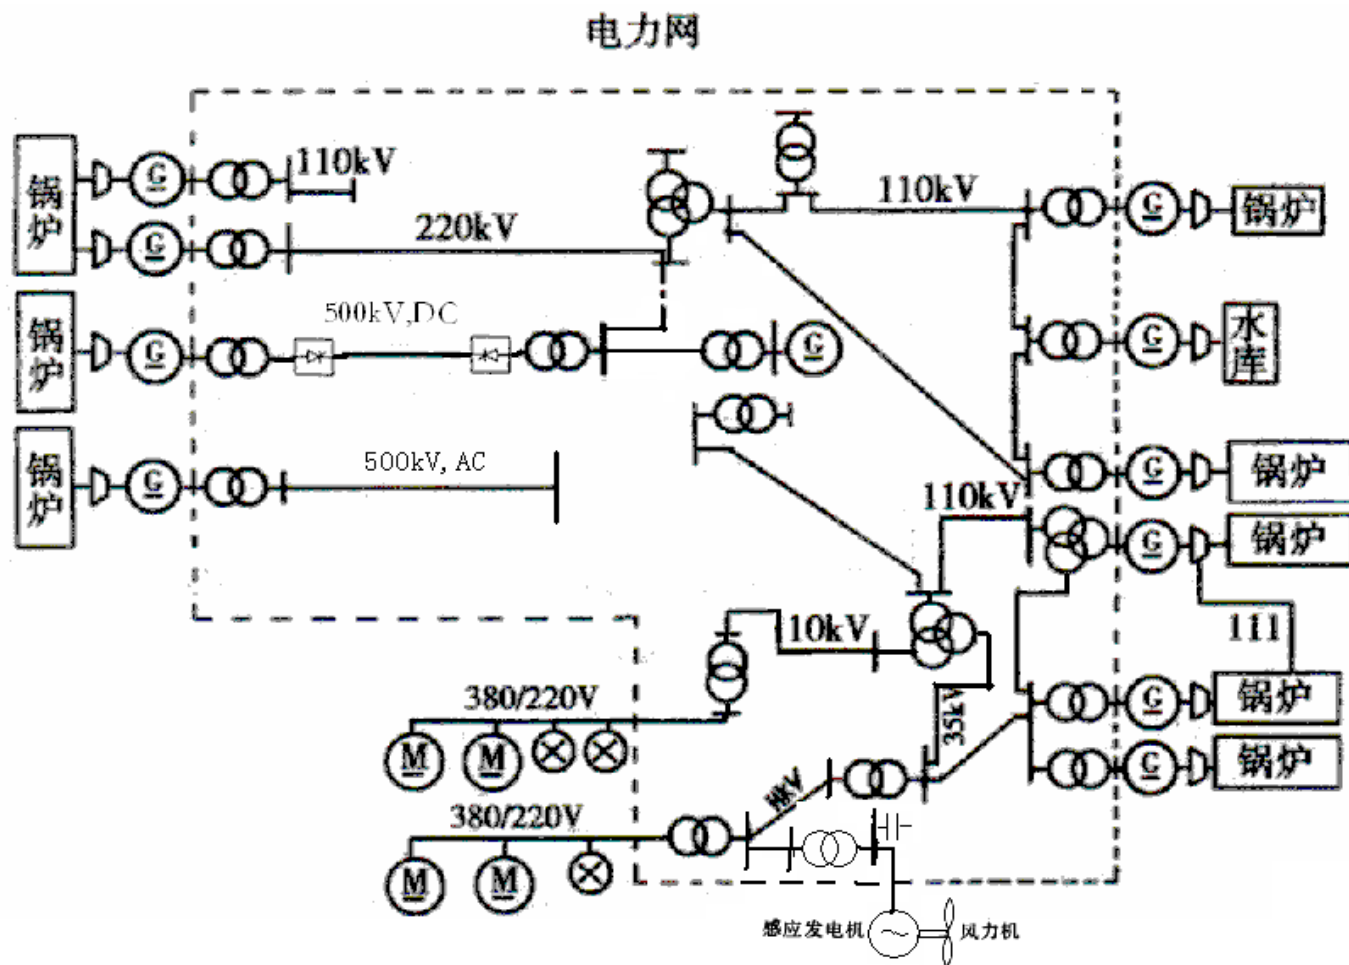 电力网
110kV
锅炉
G
220kV
G
110kV
G
锅炉
锅炉
500kV,DC
G
G
G
水库
锅炉
500kV, AC
G
G
锅炉
110kV
G
锅炉
10kV
111
380/220V
M
M
35kV
G
锅炉
G
锅炉
380/220V
M
M
感应发电机
风力机